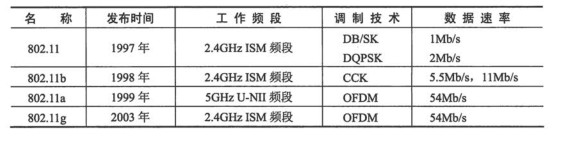 名 称 发布时间 工作频段 调制技术 数据速率
802.11 1997 年 2.4GHz ISM 频段 DB/SK 1Mb/s
DQPSK 2Mb/s
802.11b 1998 年 2.4GHz ISM 频段 CCK 5.5Mb/s，11Mb/s
802.11a 1999 年 5GHz U-NII 频段 OFDM 54Mb/s
802.11g 2003 年 2.4GHz ISM 频段 OFDM 54Mb/s